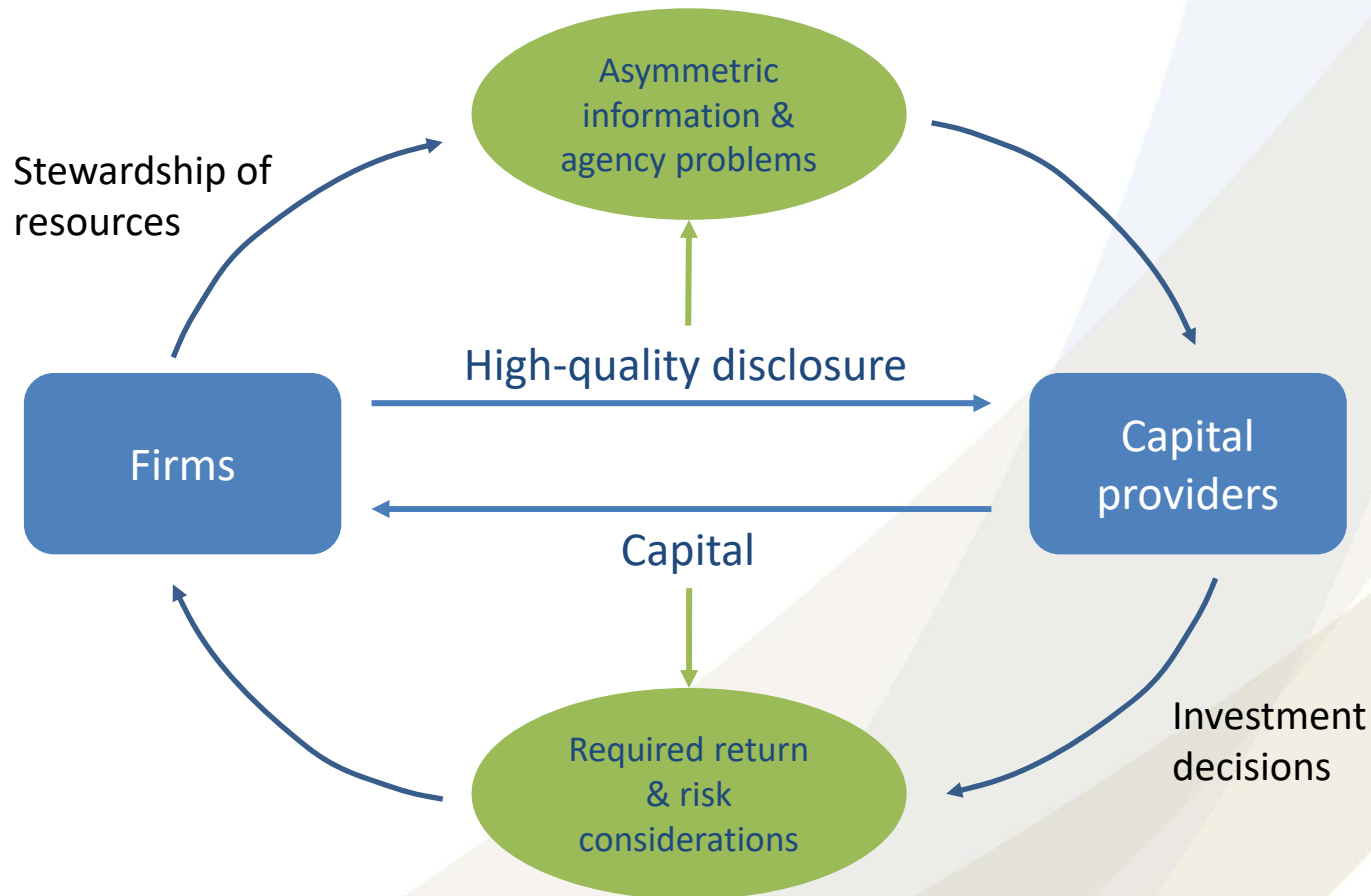 Asymmetric
information &
agency problems
Stewardship of
resources
High-quality disclosure
Firms
Capital
providers
Capital
Required return
& risk
considerations
Investment
decisions